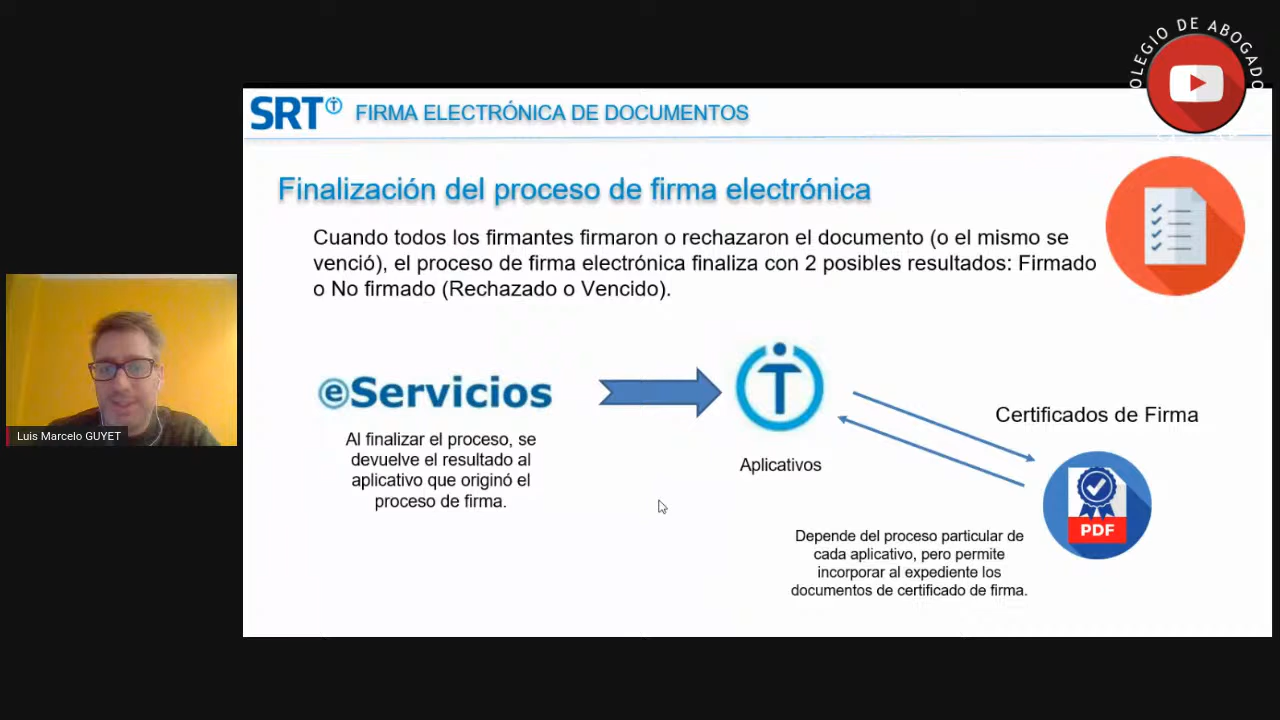 OLEGIO DE ABOGADO
SRT
FIRMA ELECTRÓNICA DE DOCUMENTOS
Finalización del proceso de firma electrónica
Cuando todos los firmantes firmaron o rechazaron el documento (o el mismo se
venció), el proceso de firma electrónica finaliza con 2 posibles resultados: Firmado
o No firmado (Rechazado o Vencido).
eServicios
Al finalizar el proceso, se
devuelve el resultado al
aplicativo que originó el
proceso de firma.
Aplicativos
Certificados de Firma
PDF
Depende del proceso particular de
cada aplicativo, pero permite
incorporar al expediente los
documentos de certificado de firma.
Luis Marcelo GUYET